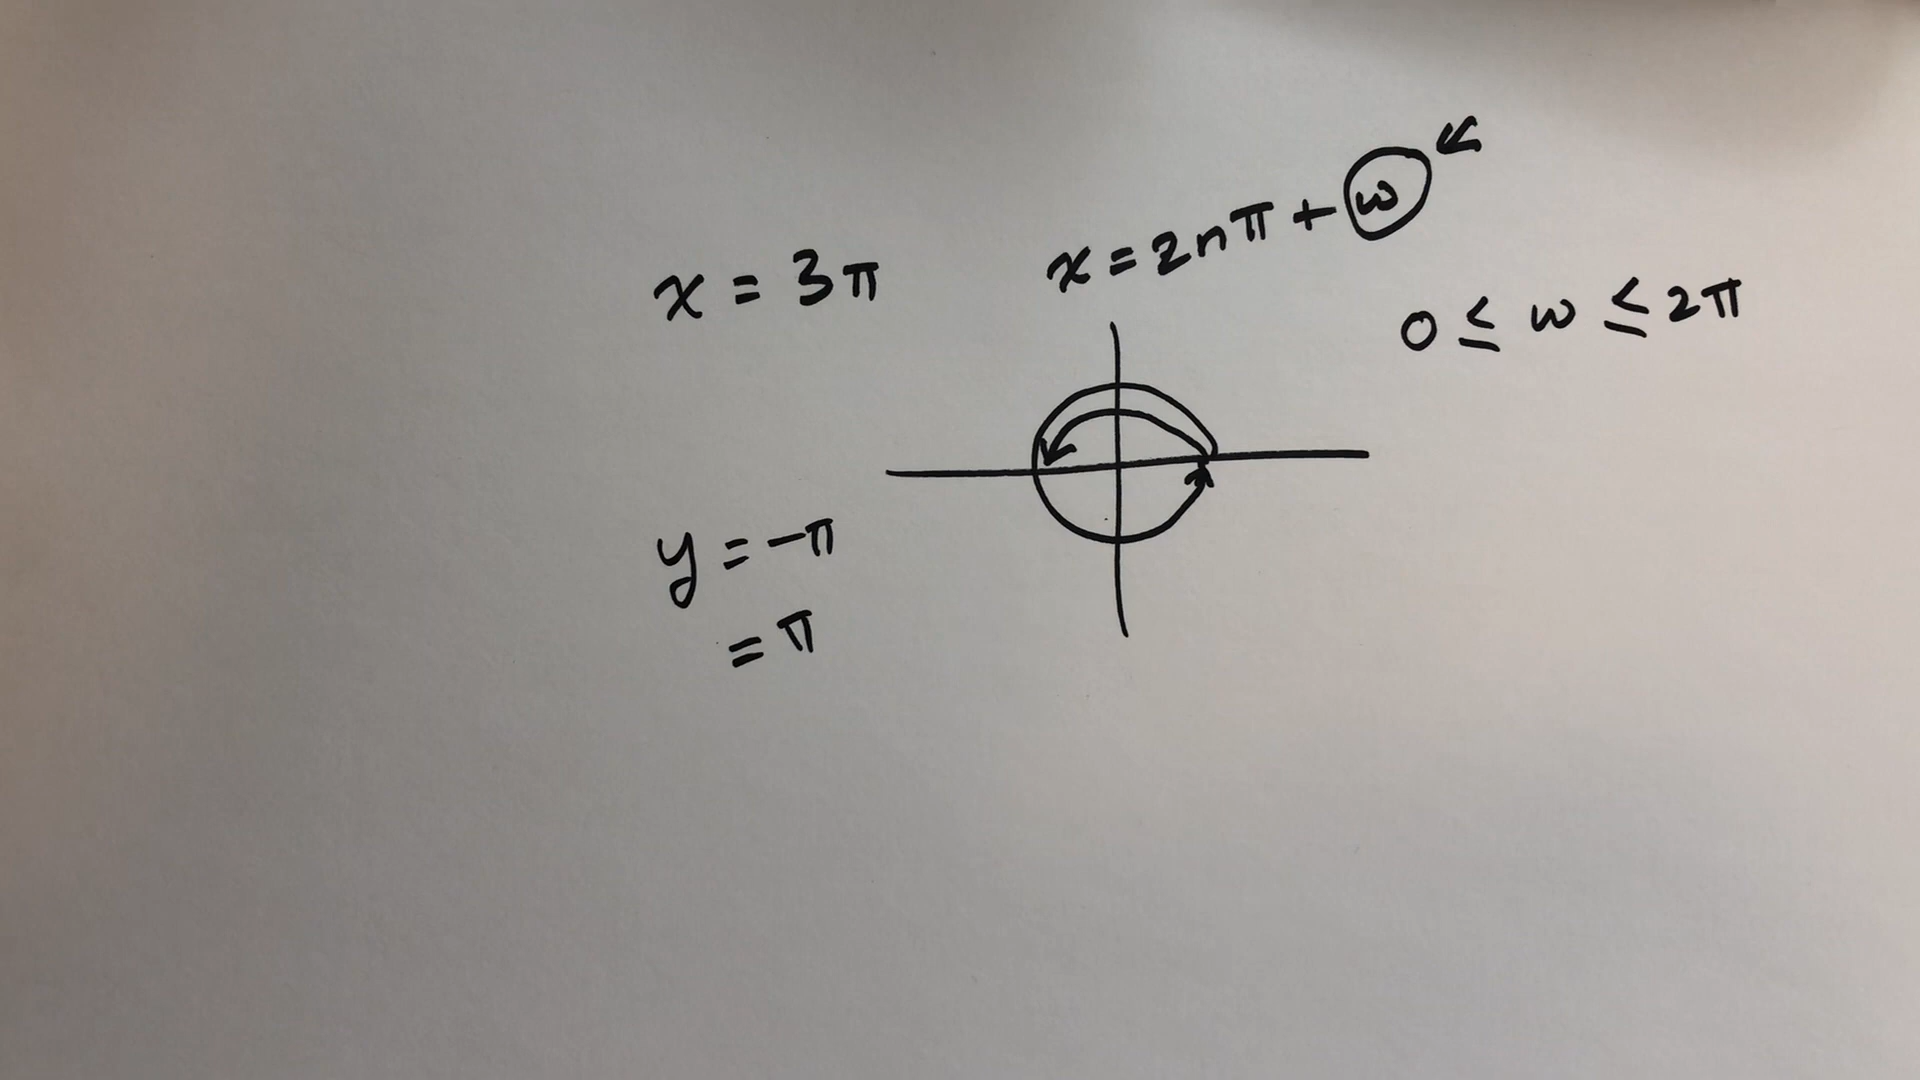 x = 3π
x = 2nπ + w
0 ≤ w ≤ 2π
y = -π
= π